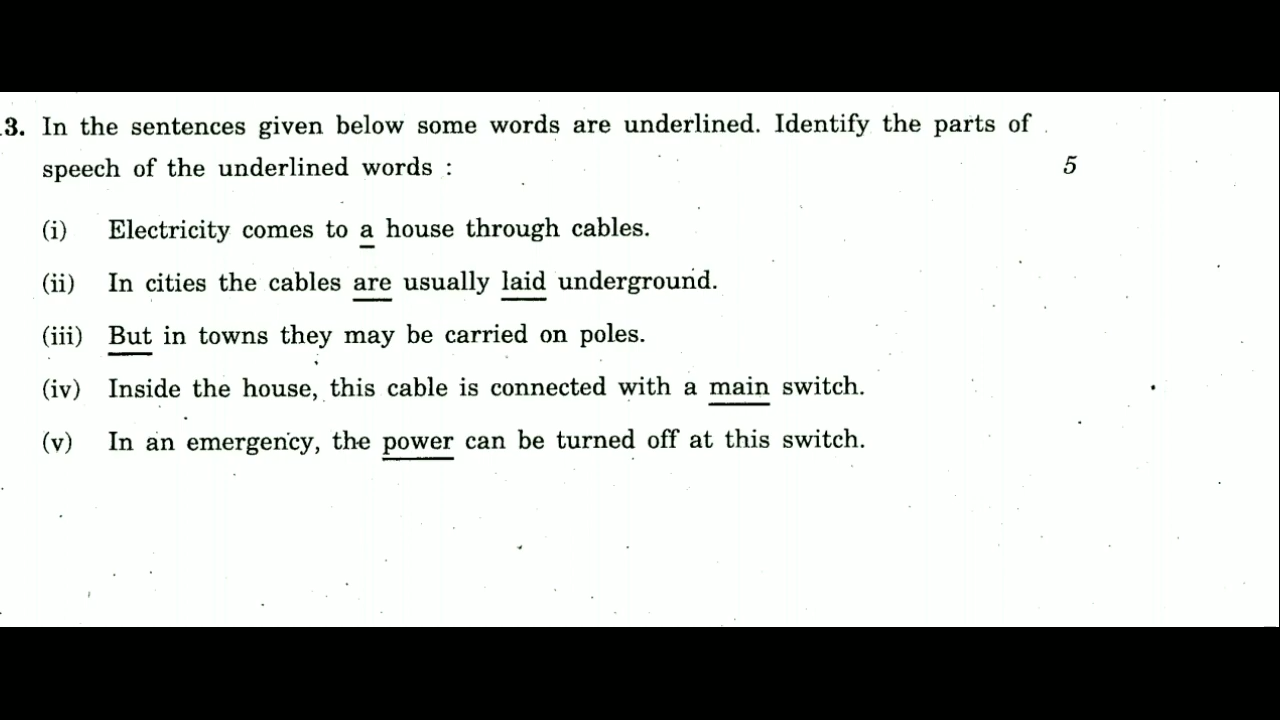 3. In the sentences given below some words are underlined. Identify the parts of
speech of the underlined words : 5
(i) Electricity comes to a house through cables.
(ii) In cities the cables are usually laid underground.
(iii) But in towns they may be carried on poles.
(iv) Inside the house, this cable is connected with a main switch.
(v) In an emergency, the power can be turned off at this switch.